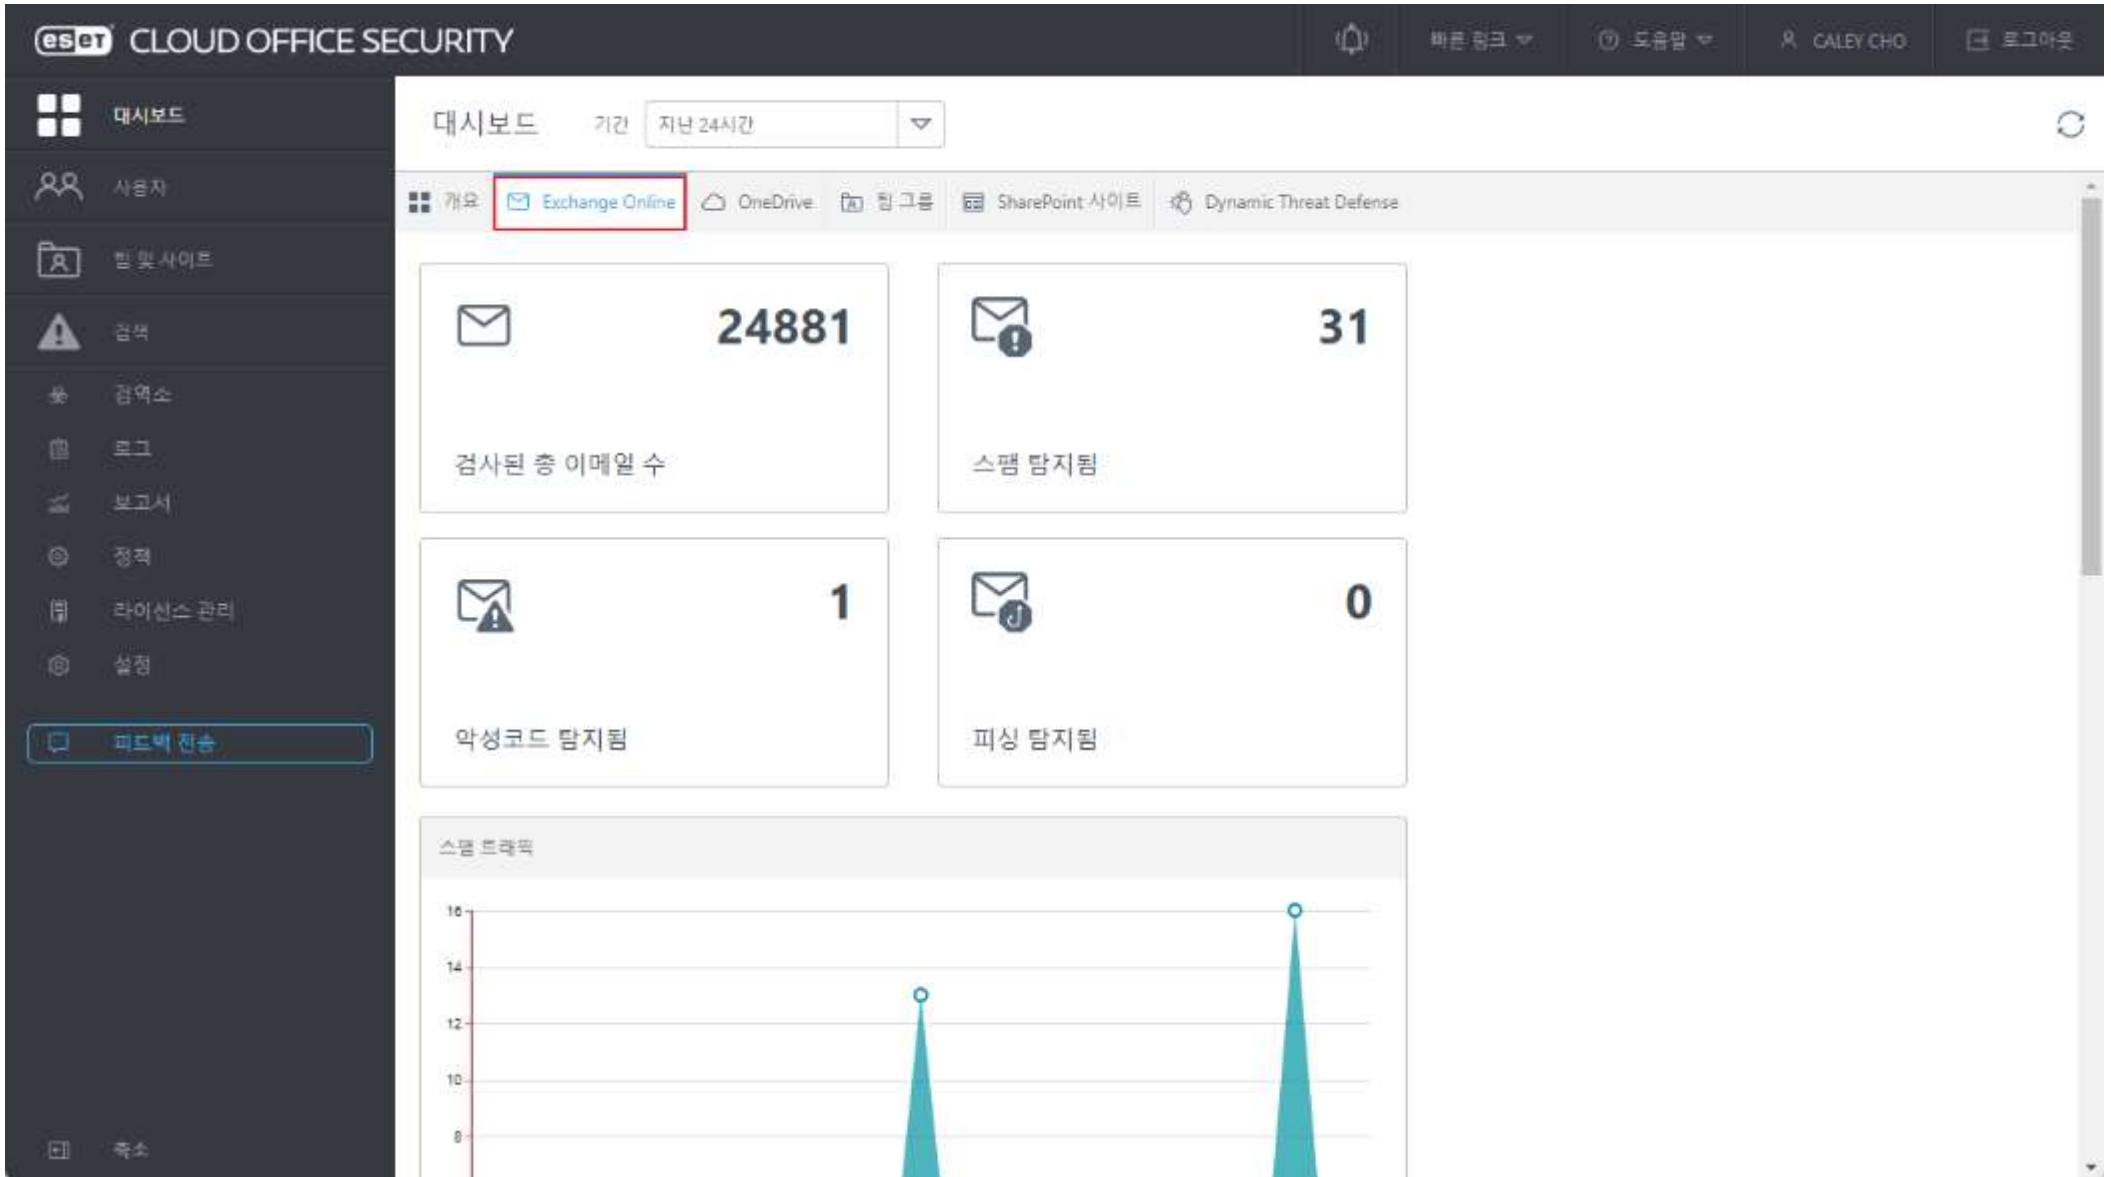 eset CLOUD OFFICE SECURITY
빠른 링크
도움말
CALEY CHO
로그아웃
대시보드
사용자
팀 및 사이트
검색
검역소
로그
보고서
정책
라이선스 관리
설정
피드백 전송
축소
대시보드 기간 지난 24시간
개요 Exchange Online OneDrive 팀 그룹 SharePoint 사이트 Dynamic Threat Defense
24881
검사된 총 이메일 수
31
스팸 탐지됨
1
악성코드 탐지됨
0
피싱 탐지됨
스팸 트래픽
16
14
12
10
8